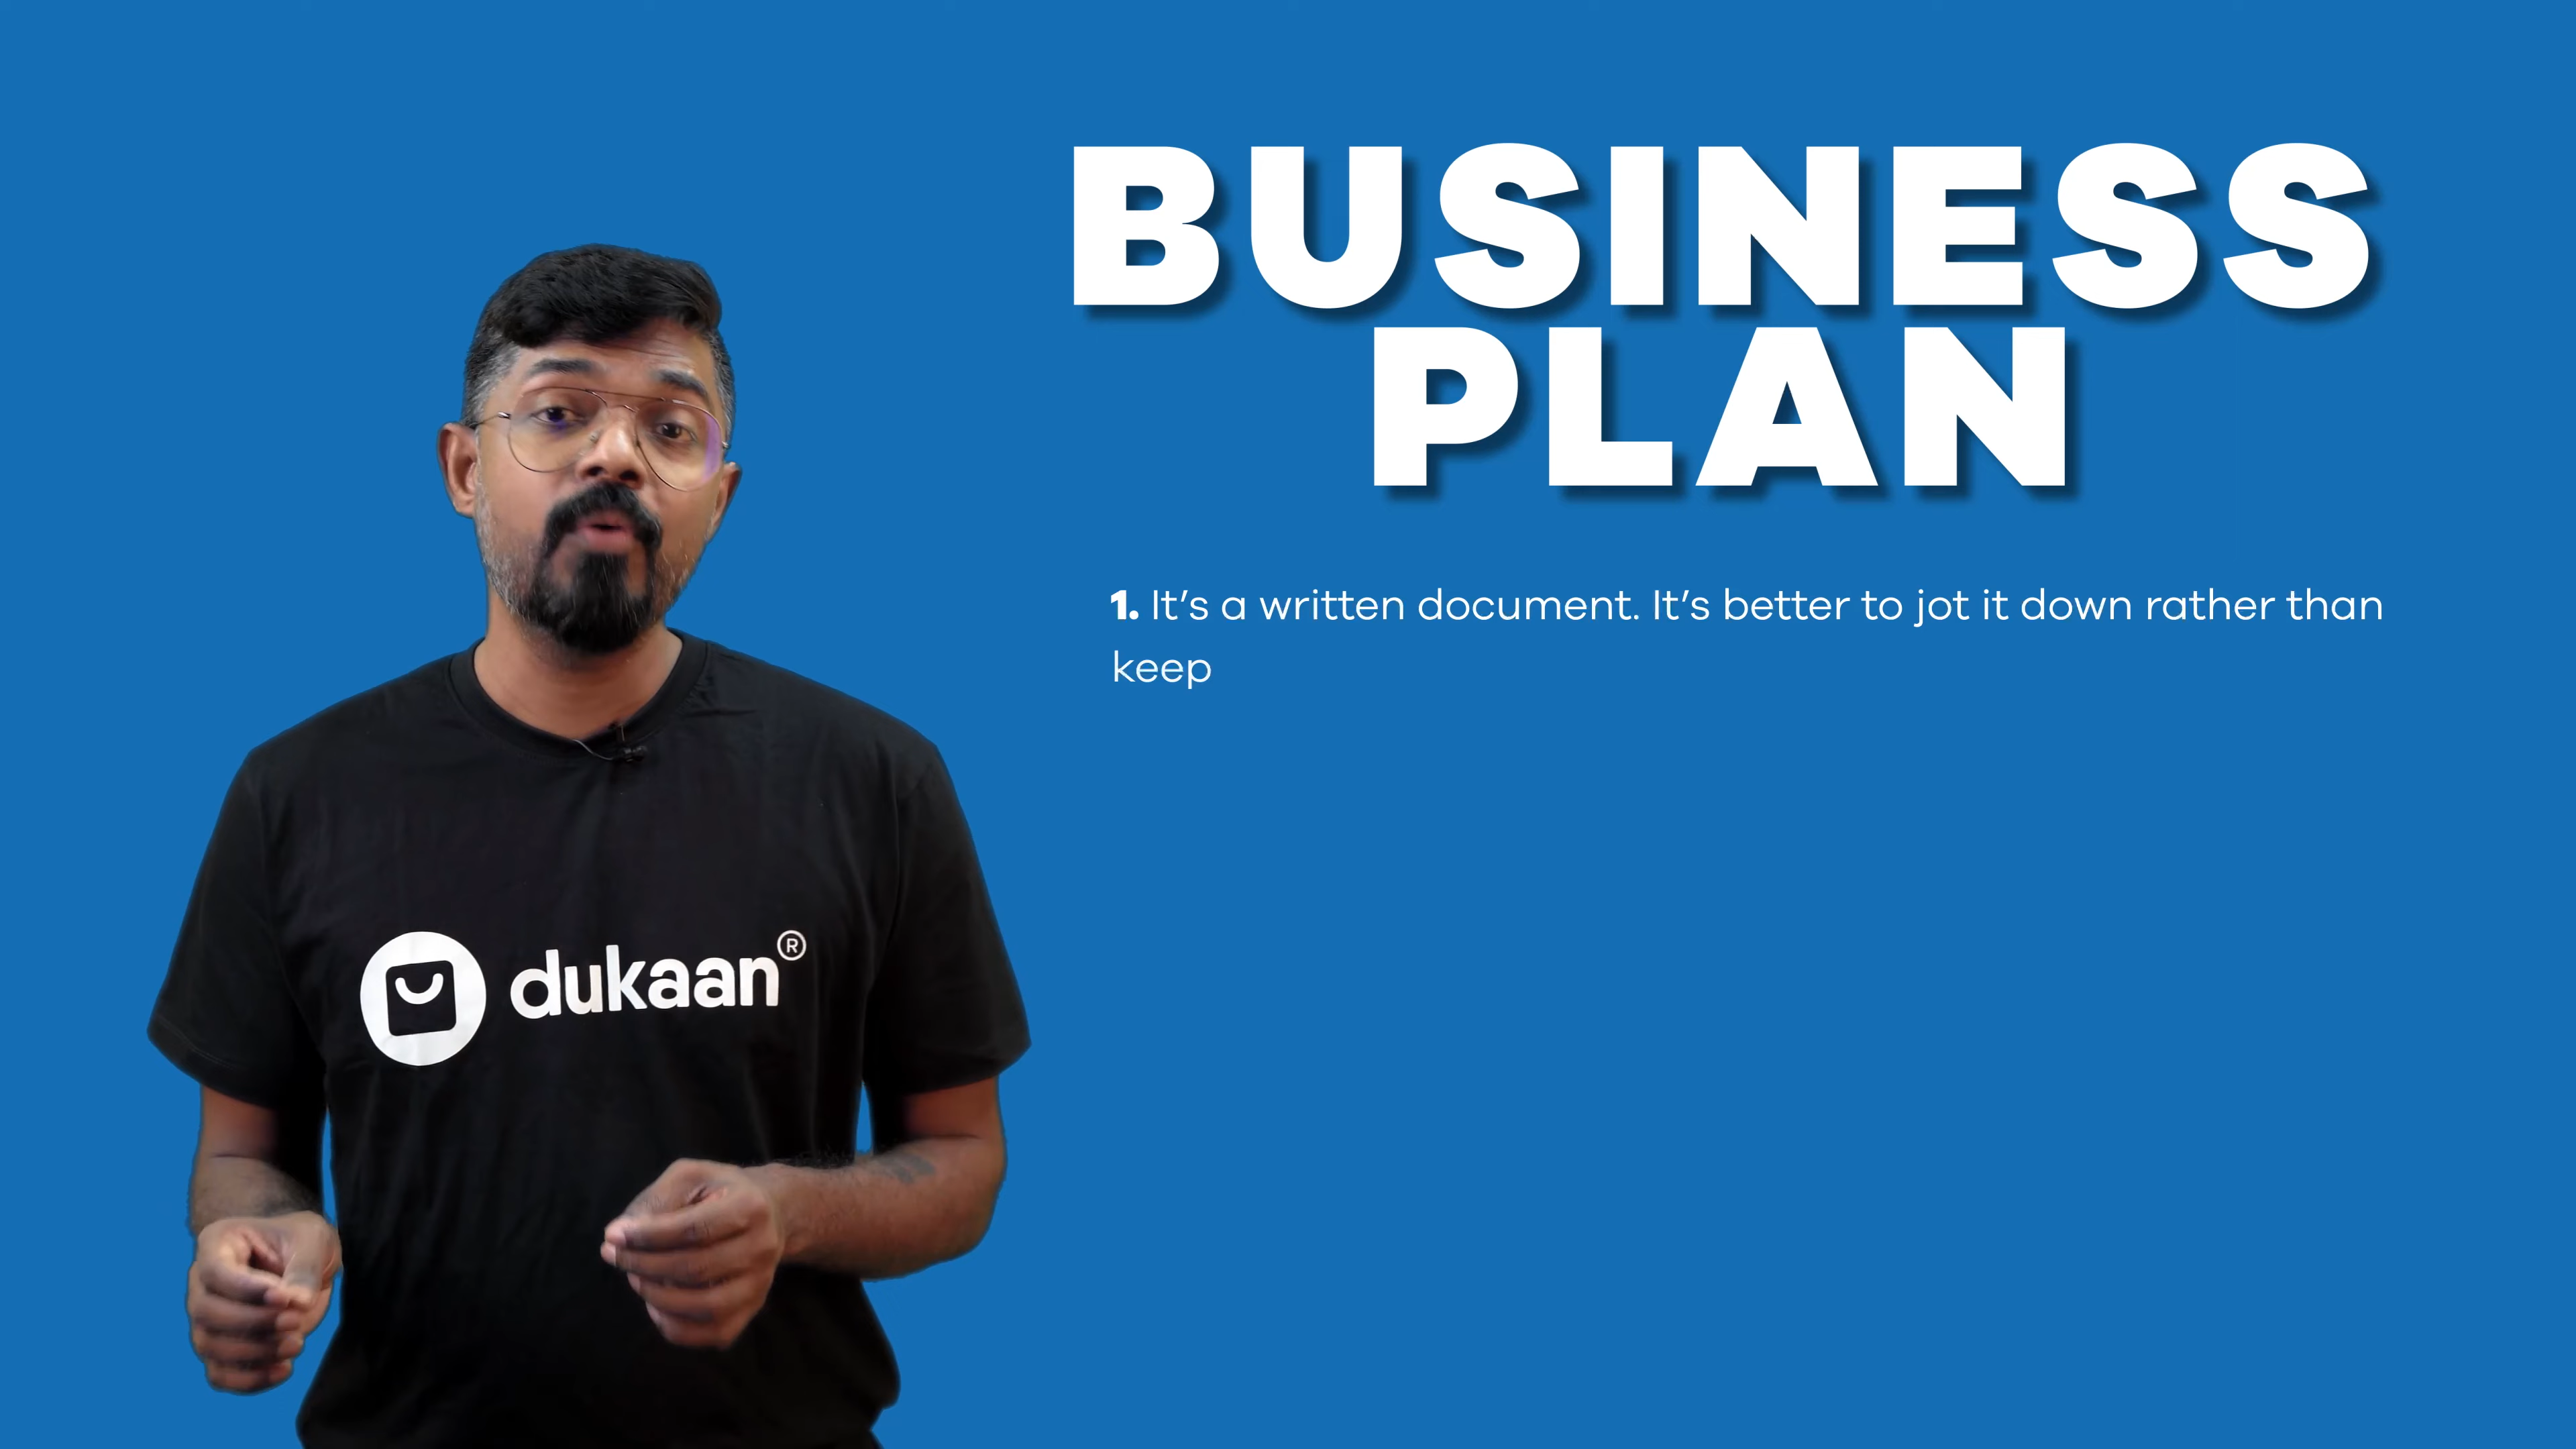 BUSINESS
PLAN
1. It’s a written document. It’s better to jot it down rather than
keep
dukaan®